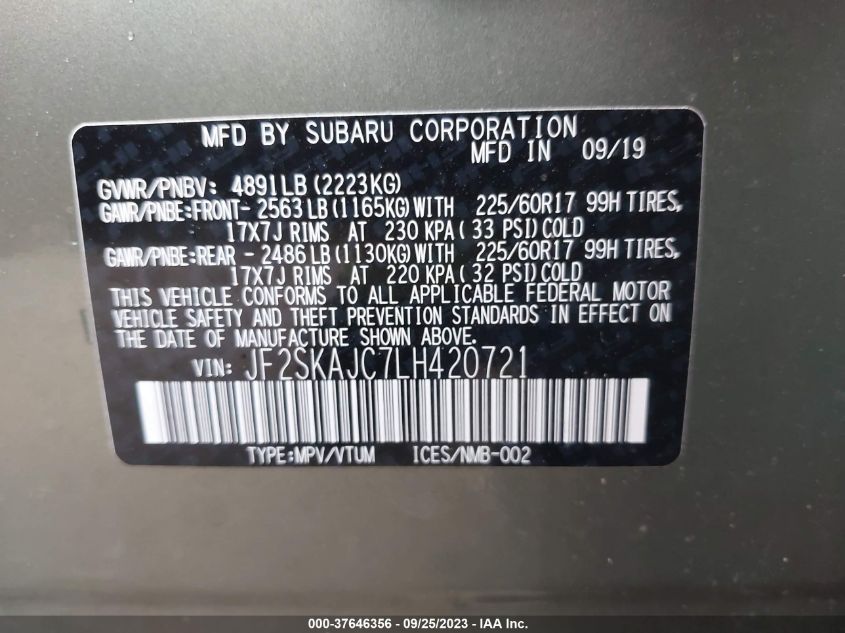 MFD BY SUBARU CORPORATION
MFD IN 09/19
GVWR/PNBV: 4891LB (2223KG)
GAWR/PNBE:FRONT- 2563LB (1165KG) WITH 225/60R17 99H TIRES,
17X7J RIMS AT 230 KPA ( 33 PSI) COLD
GAWR/PNBE:REAR - 2486LB (1130KG) WITH 225/60R17 99H TIRES,
17X7J RIMS AT 220 KPA ( 32 PSI) COLD
THIS VEHICLE CONFORMS TO ALL APPLICABLE FEDERAL MOTOR
VEHICLE SAFETY AND THEFT PREVENTION STANDARDS IN EFFECT ON
THE DATE OF MANUFACTURE SHOWN ABOVE.
VIN: JF2SKAJC7LH420721
TYPE:MPV/VTUM ICES/NMB-002
000-37646356 - 09/25/2023 - IAA Inc.